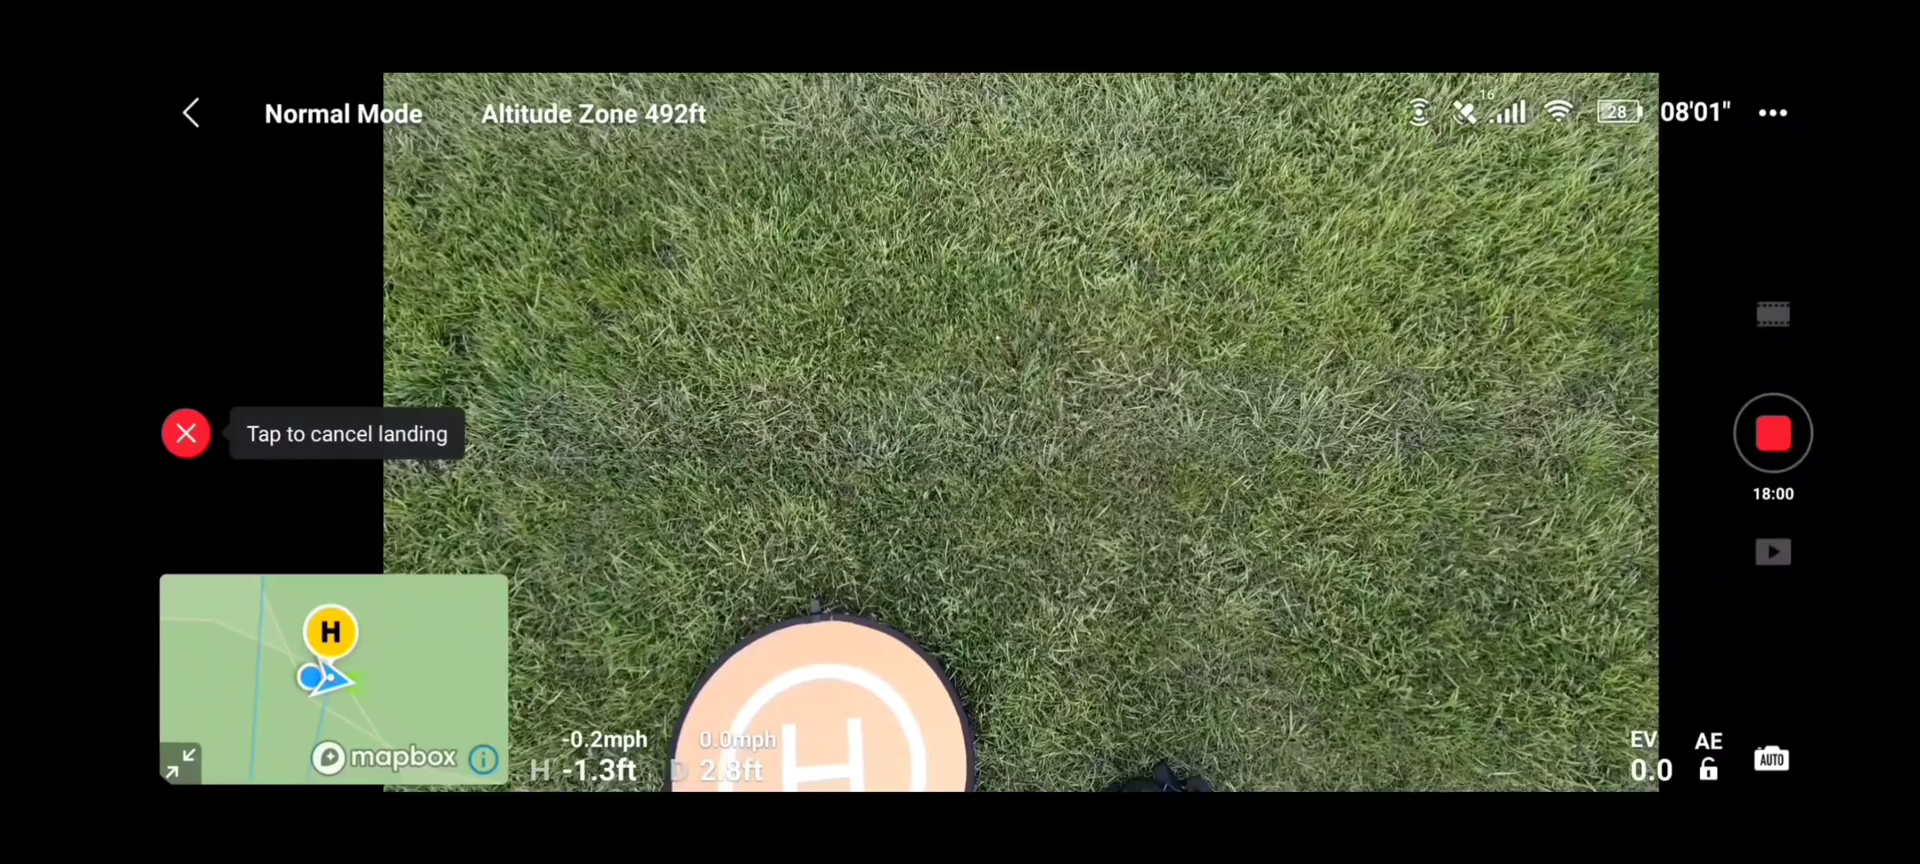 Normal Mode
Altitude Zone 492ft
16
28
08'01"
Tap to cancel landing
18:00
H
mapbox
-0.2mph
0.0mph
H -1.3ft
D 2.8ft
H
EV
0.0
AE
AUTO